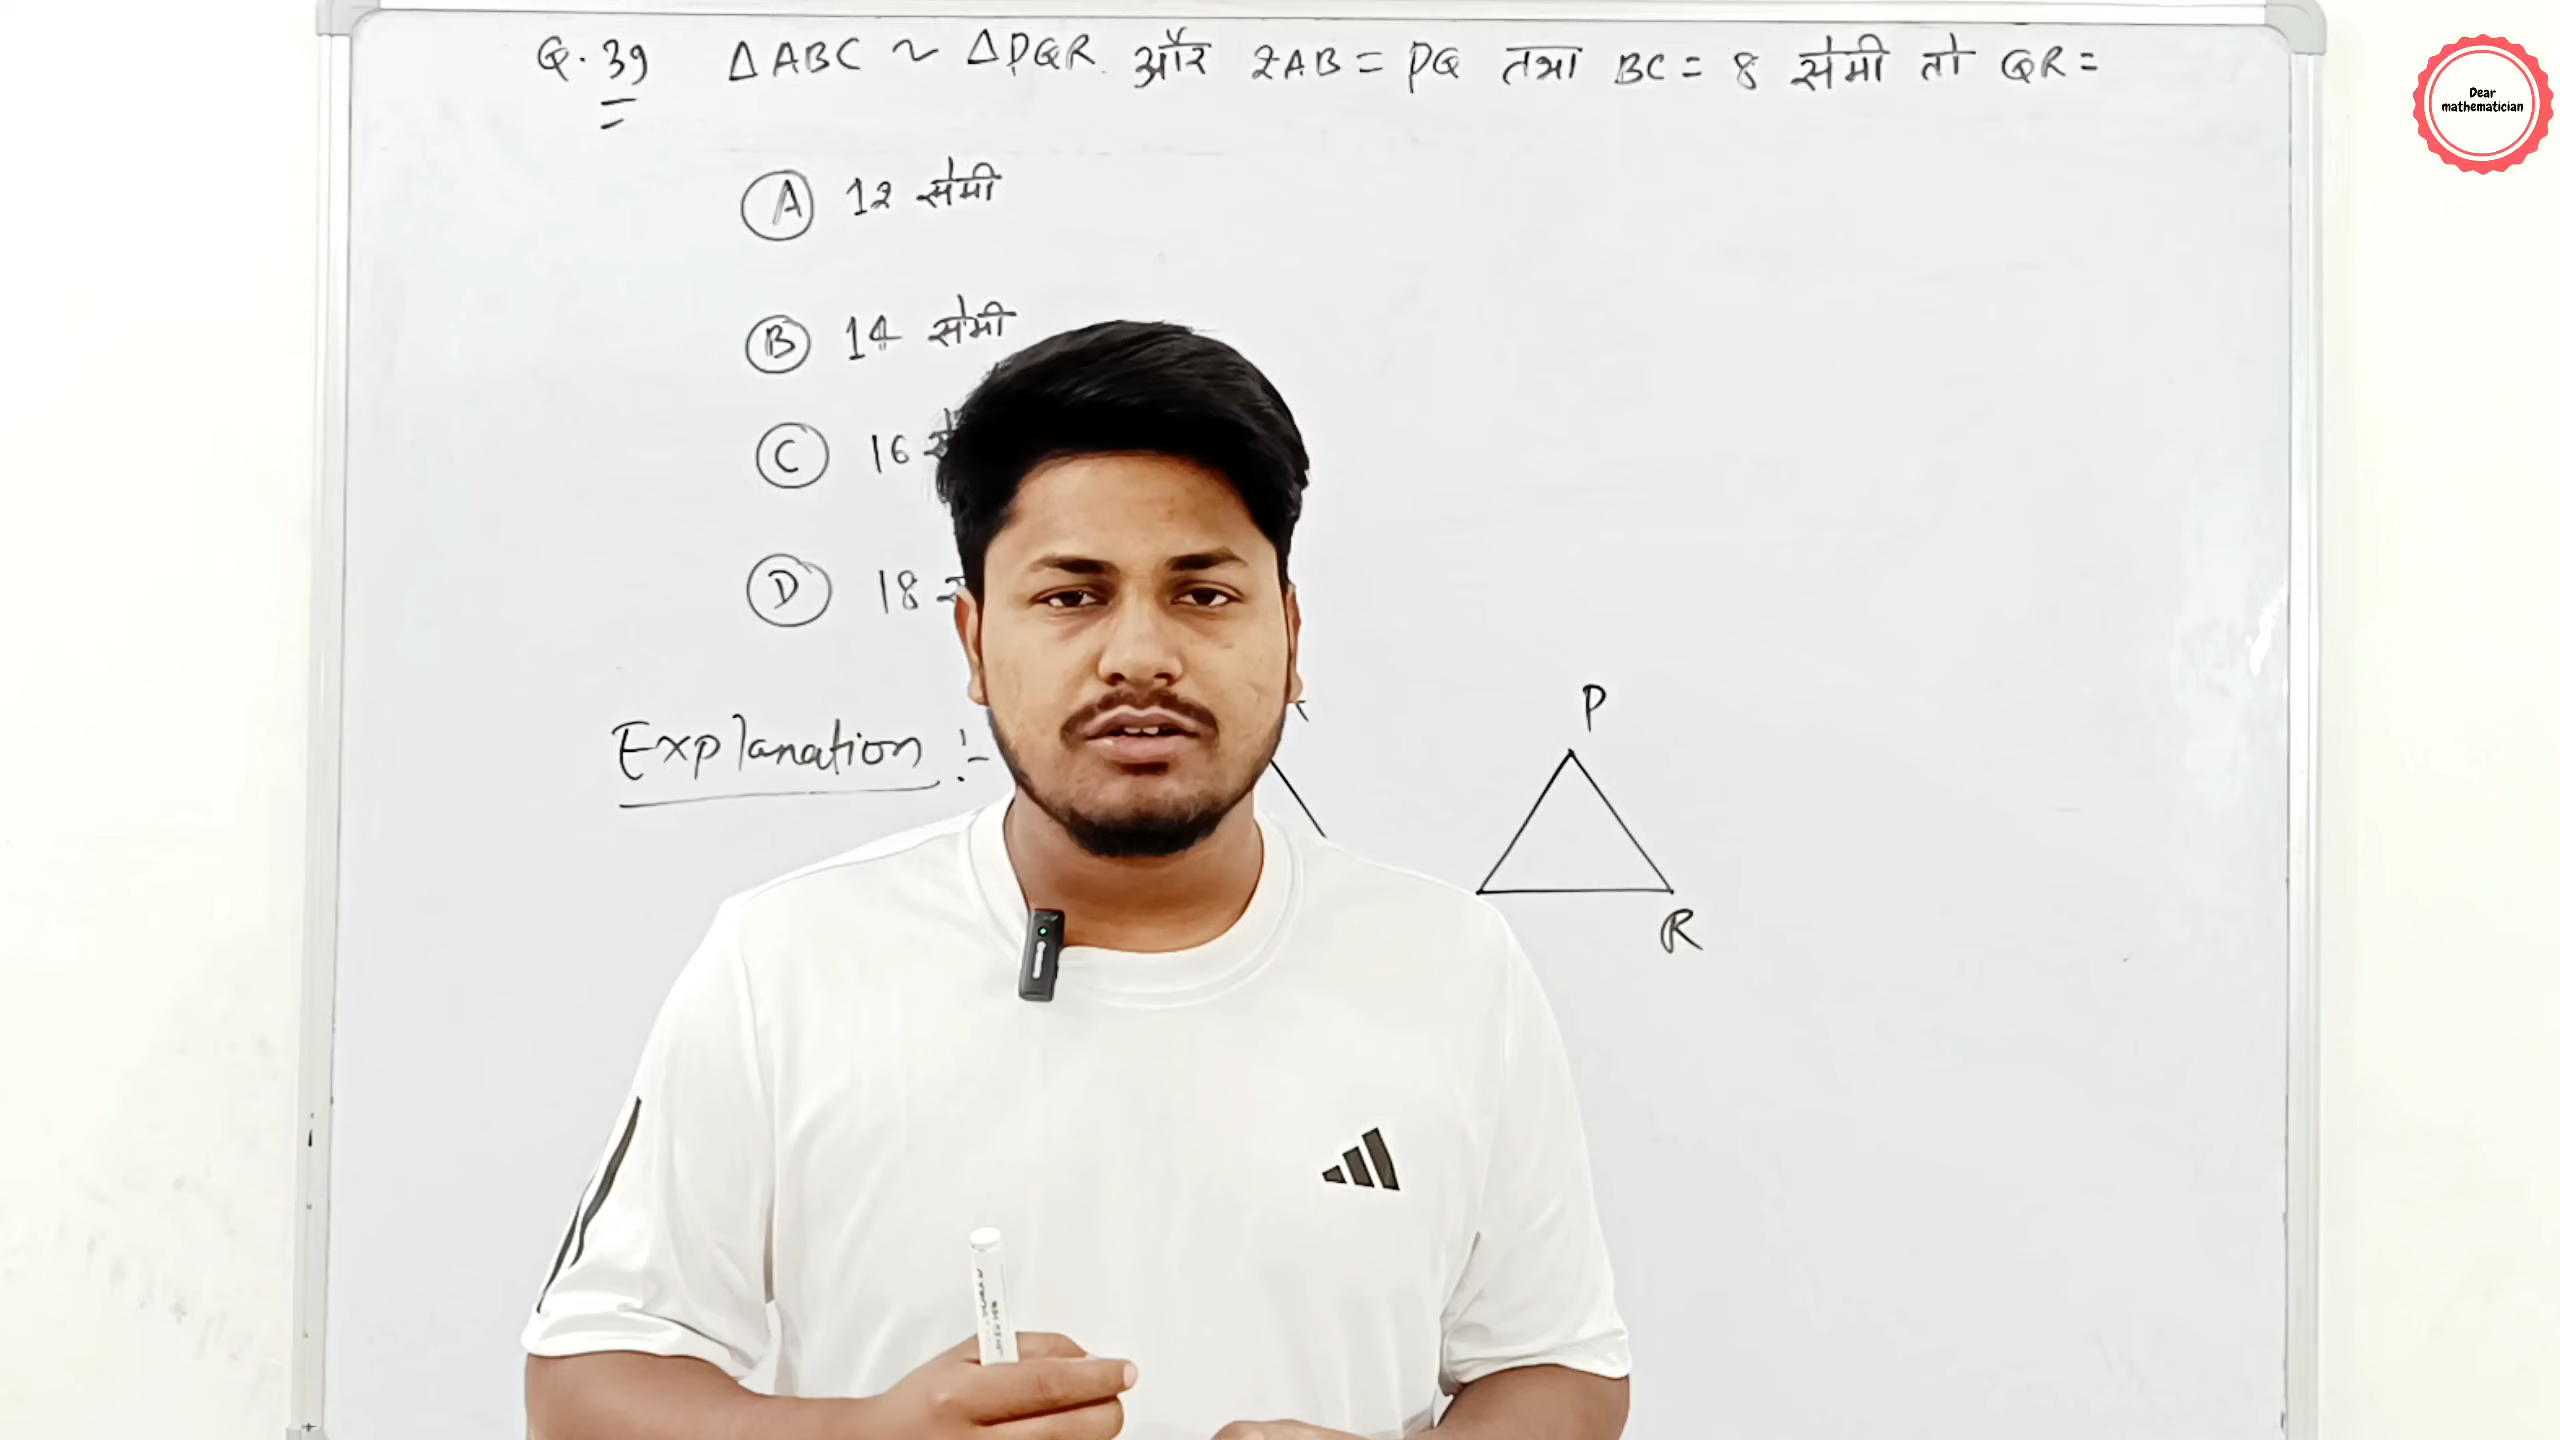 Q. 39 ΔABC ~ ΔPQR और 2AB = PQ तथा BC = 8 सेमी तो QR =
Dear
mathematician
A 12 सेमी
B 14 सेमी
C 16
D 18
Explanation :-
P
R